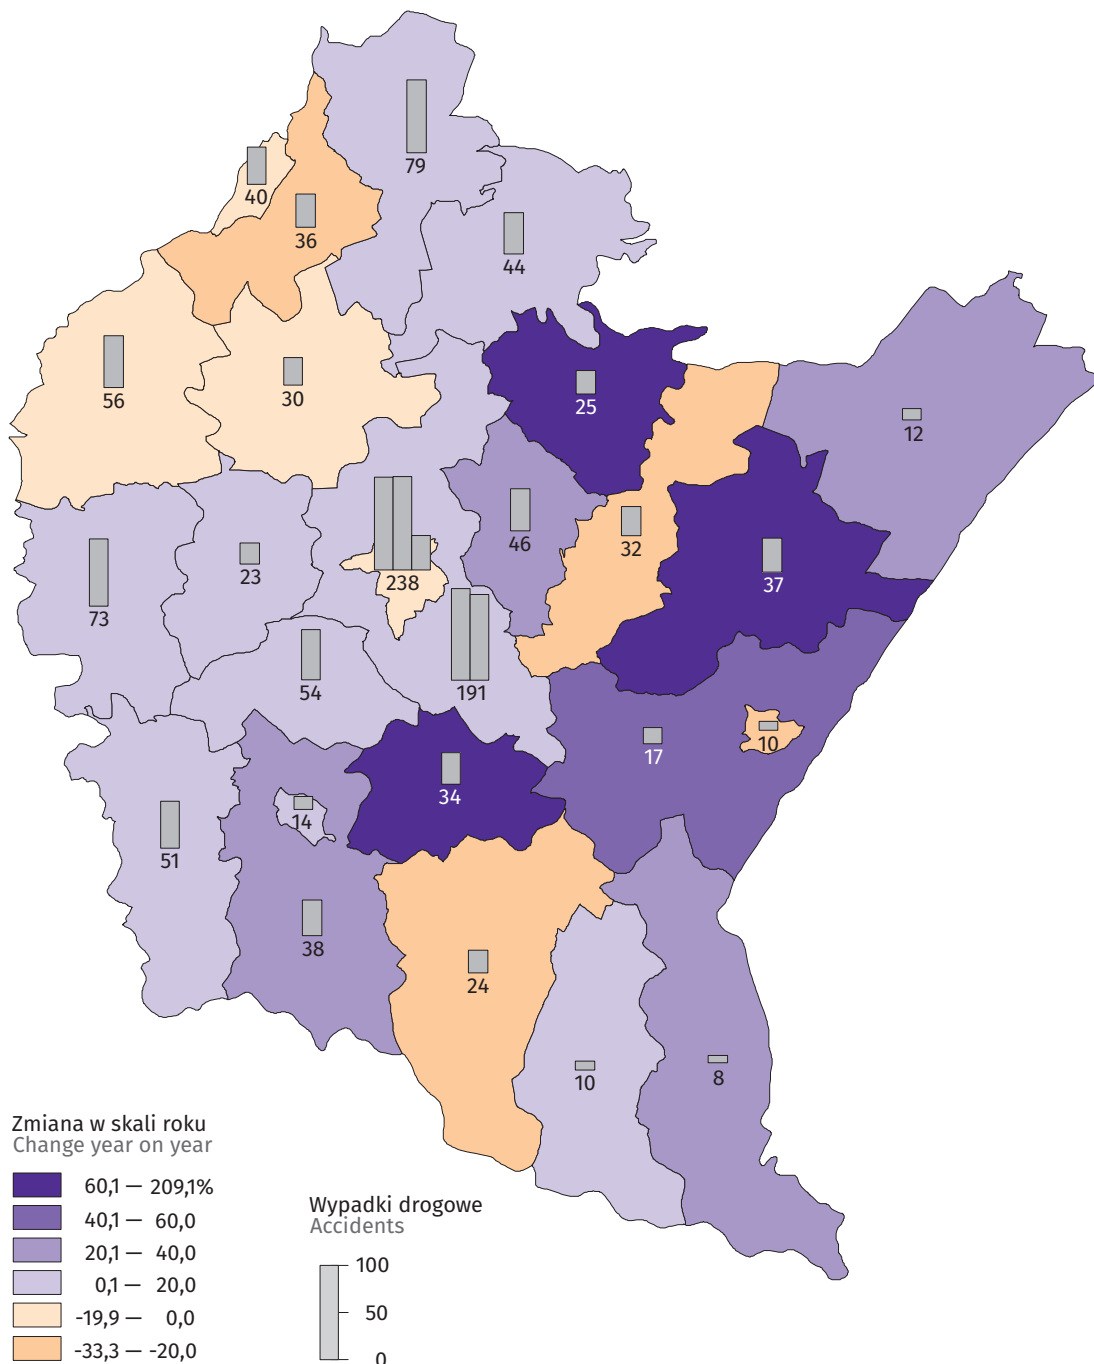 79
40
36
44
56
30
25
12
46
32
238
23
37
73
54
191
17
10
34
14
51
38
24
10
8
Zmiana w skali roku
Change year on year
60,1 — 209,1%
40,1 — 60,0
20,1 — 40,0
0,1 — 20,0
-19,9 — 0,0
-33,3 — -20,0
Wypadki drogowe
Accidents
100
50
0